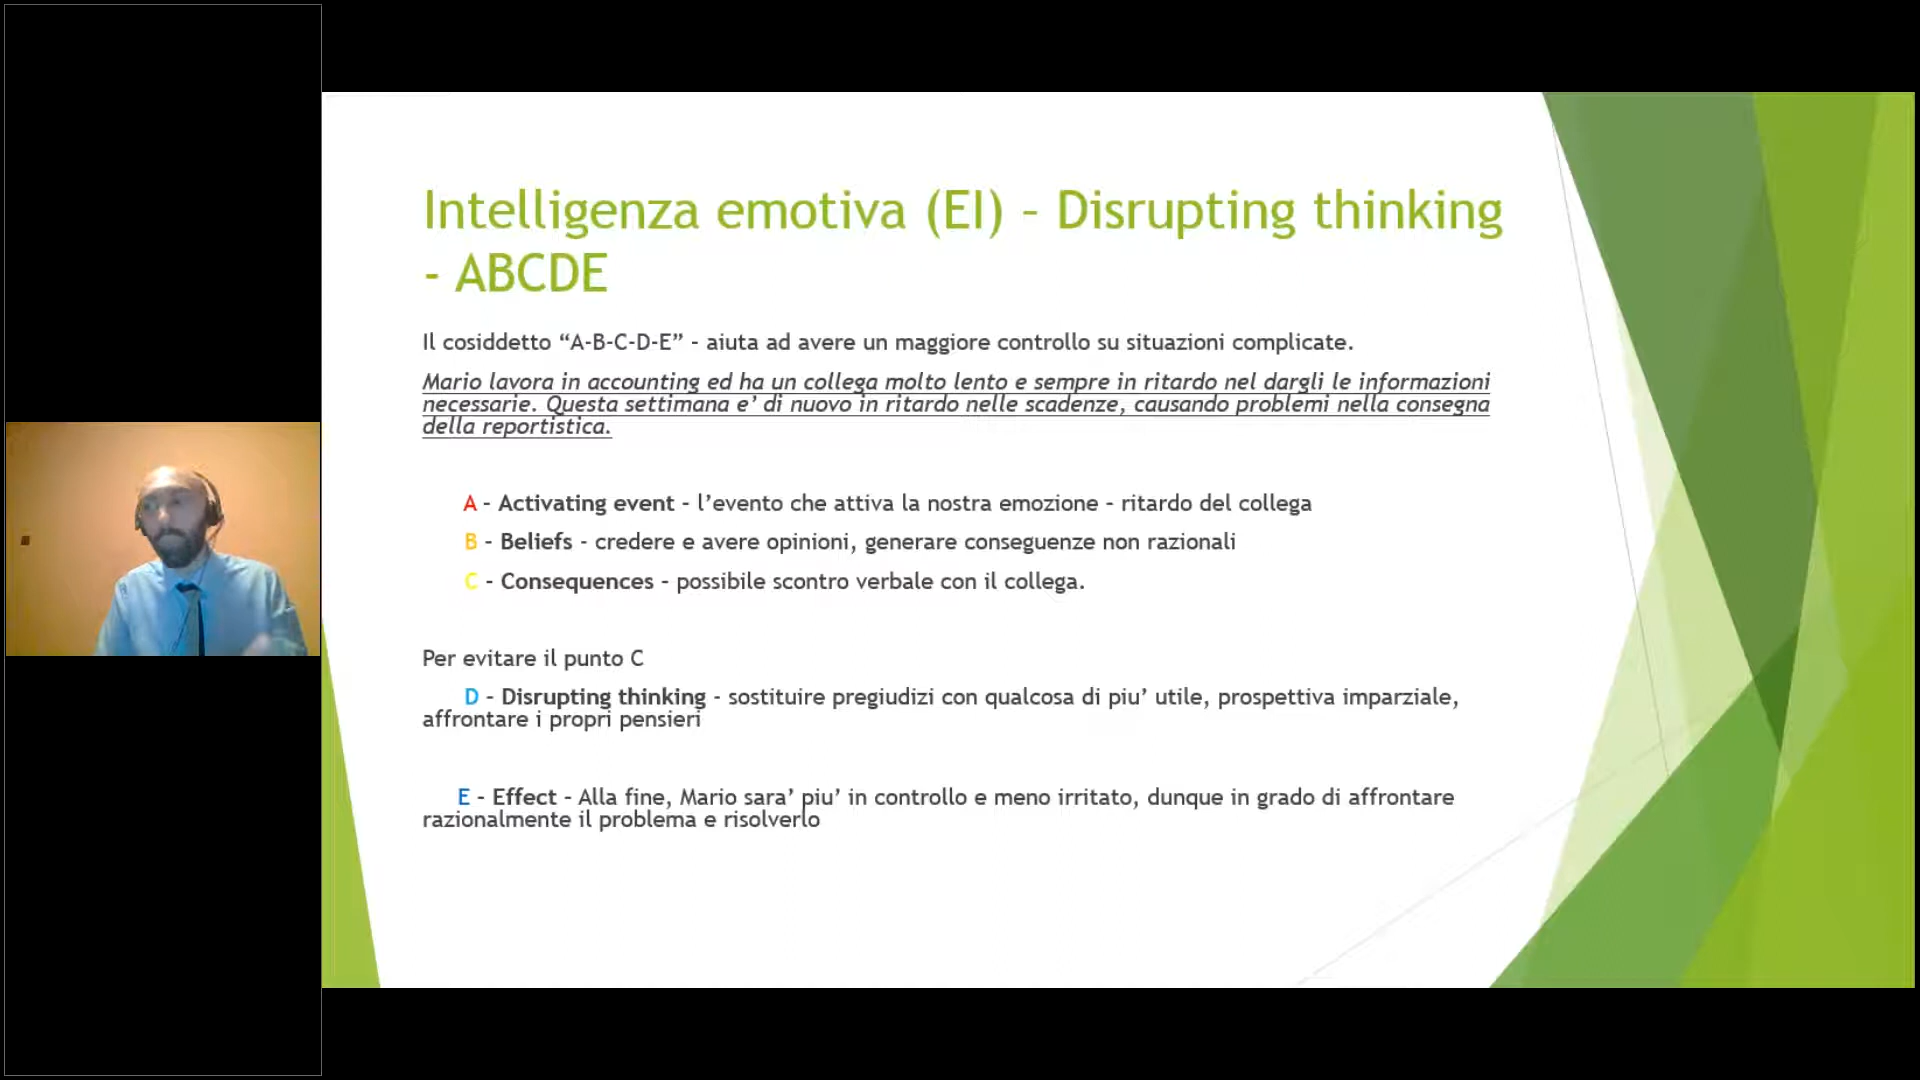 Intelligenza emotiva (EI) – Disrupting thinking
- ABCDE
Il cosiddetto “A-B-C-D-E” - aiuta ad avere un maggiore controllo su situazioni complicate.
Mario lavora in accounting ed ha un collega molto lento e sempre in ritardo nel dargli le informazioni
necessarie. Questa settimana e’ di nuovo in ritardo nelle scadenze, causando problemi nella consegna
della reportistica.
A – Activating event – l’evento che attiva la nostra emozione – ritardo del collega
B – Beliefs - credere e avere opinioni, generare conseguenze non razionali
C – Consequences – possibile scontro verbale con il collega.
Per evitare il punto C
D – Disrupting thinking - sostituire pregiudizi con qualcosa di piu’ utile, prospettiva imparziale,
affrontare i propri pensieri
E – Effect – Alla fine, Mario sara’ piu’ in controllo e meno irritato, dunque in grado di affrontare
razionalmente il problema e risolverlo